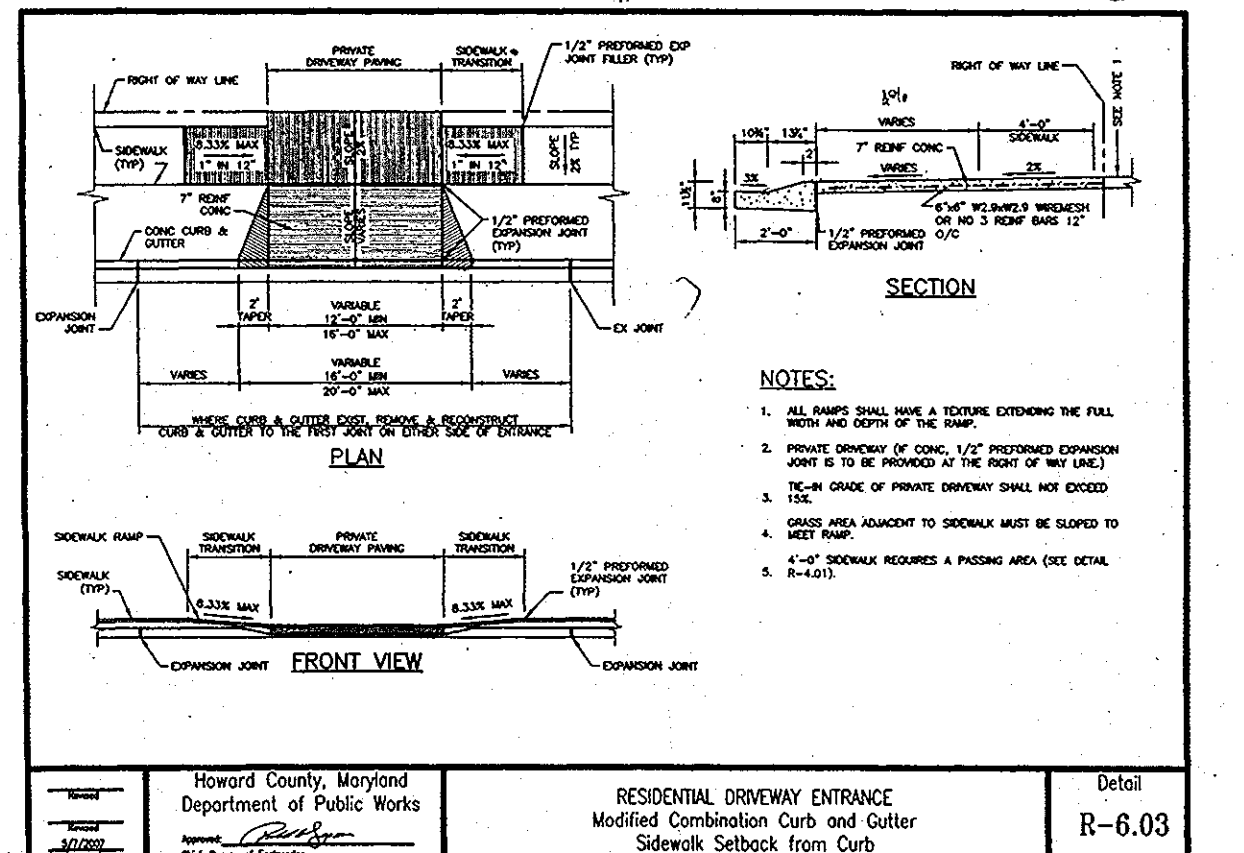 PRIVATE
DRIVEWAY PAVING
SIDEWALK
TRANSITION
1/2" PREFORMED EXP
JOINT FILLER (TYP)
RIGHT OF WAY LINE
SIDEWALK
(TYP)
8.33% MAX
1" IN 12"
SLOPE
2%
8.33% MAX
1" IN 12"
SLOPE
2% TYP
7" REINF
CONC
SLOPE
VARIES
1/2" PREFORMED
EXPANSION JOINT
(TYP)
CONC CURB &
GUTTER
EXPANSION
JOINT
2'
TAPER
VARIABLE
12'-0" MIN
16'-0" MAX
2'
TAPER
EX JOINT
VARIES
VARIABLE
16'-0" MIN
20'-0" MAX
VARIES
WHERE CURB & GUTTER EXIST, REMOVE & RECONSTRUCT
CURB & GUTTER TO THE FIRST JOINT ON EITHER SIDE OF ENTRANCE
PLAN
RIGHT OF WAY LINE
SEE NOTE 1
VARIES
4'-0"
SIDEWALK
7" REINF CONC
VARIES
2%
3%
8"
2'-0"
1/2" PREFORMED
EXPANSION JOINT
6"x6" W2.9xW2.9 WIREMESH
OR NO 3 REINF BARS 12"
O/C
SECTION
NOTES:
1. ALL RAMPS SHALL HAVE A TEXTURE EXTENDING THE FULL
WIDTH AND DEPTH OF THE RAMP.
2. PRIVATE DRIVEWAY (IF CONC, 1/2" PREFORMED EXPANSION
JOINT IS TO BE PROVIDED AT THE RIGHT OF WAY LINE.)
TIE-IN GRADE OF PRIVATE DRIVEWAY SHALL NOT EXCEED
3. 15%.
GRASS AREA ADJACENT TO SIDEWALK MUST BE SLOPED TO
4. MEET RAMP.
4'-0" SIDEWALK REQUIRES A PASSING AREA (SEE DETAIL
5. R-4.01).
SIDEWALK RAMP
SIDEWALK
TRANSITION
PRIVATE
DRIVEWAY PAVING
SIDEWALK
TRANSITION
SIDEWALK
(TYP)
1/2" PREFORMED
EXPANSION JOINT
(TYP)
8.33% MAX
8.33% MAX
EXPANSION JOINT
FRONT VIEW
EXPANSION JOINT
Revised
Revised
5/7/2007
Howard County, Maryland
Department of Public Works
Approved:
RESIDENTIAL DRIVEWAY ENTRANCE
Modified Combination Curb and Gutter
Sidewalk Setback from Curb
Detail
R-6.03